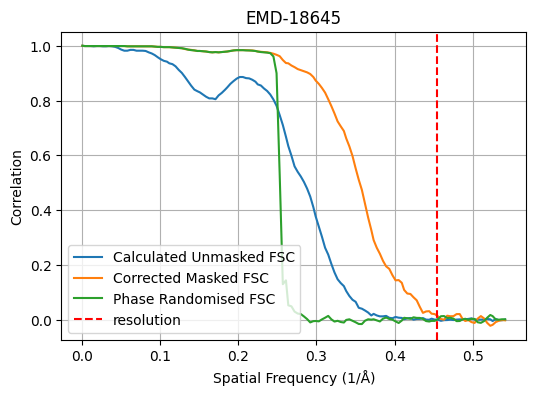 EMD-18645
Correlation
1.0
0.8
0.6
0.4
0.2
0.0
Calculated Unmasked FSC
Corrected Masked FSC
Phase Randomised FSC
resolution
0.0 0.1 0.2 0.3 0.4 0.5
Spatial Frequency (1/Å)